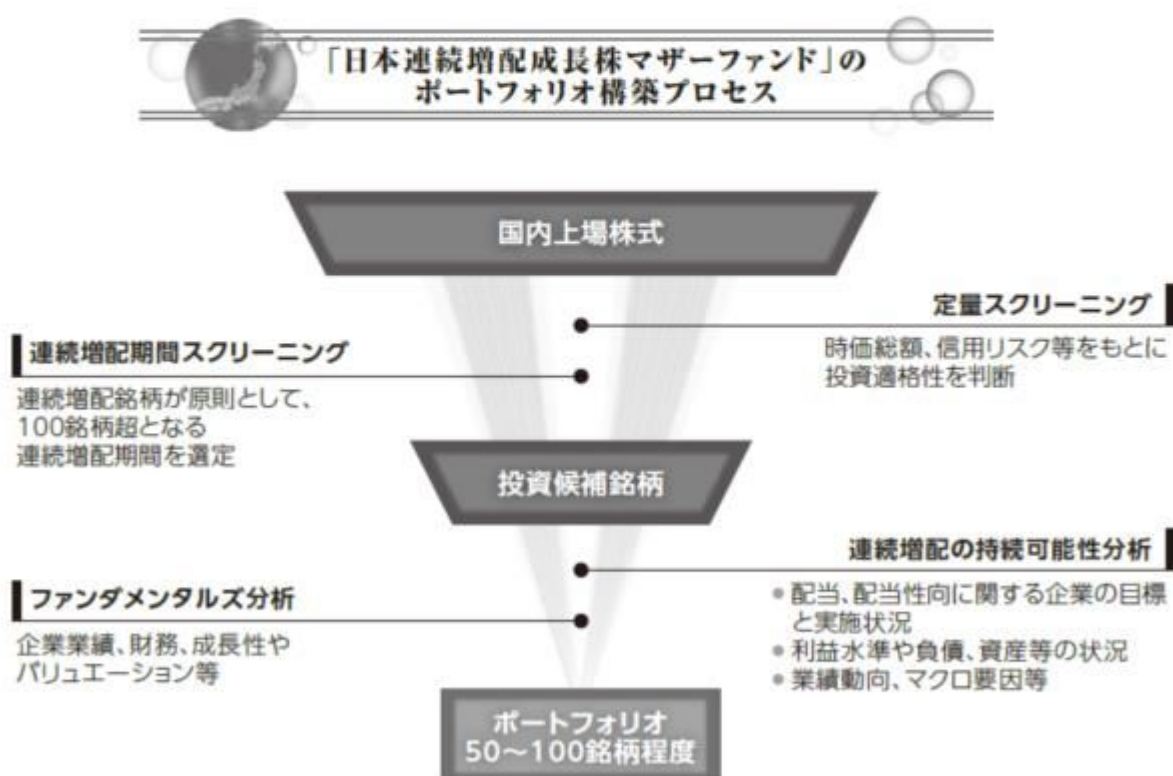 「日本連続増配成長株マザーファンド」の
ポートフォリオ構築プロセス
国内上場株式
定量スクリーニング
時価総額、信用リスク等をもとに
投資適格性を判断
連続増配期間スクリーニング
連続増配銘柄が原則として、
100銘柄超となる
連続増配期間を選定
投資候補銘柄
連続増配の持続可能性分析
●配当、配当性向に関する企業の目標
と実施状況
●利益水準や負債、資産等の状況
●業績動向、マクロ要因等
ファンダメンタルズ分析
企業業績、財務、成長性や
バリュエーション等
ポートフォリオ
50～100銘柄程度